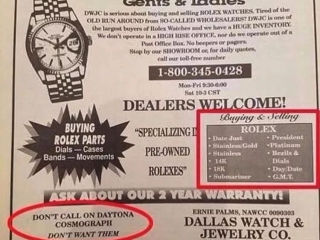 Gents & Ladies
DWJC is serious about buying and selling ROLEX WATCHES. Tired of the
OLD RUN AROUND from SO-CALLED WHOLESALERS? DWJC is one of the
largest buyers of Rolex Watches and we have a HUGE INVENTORY.
We don't operate in a HIGH RISE OFFICE, nor do we operate out of a
Post Office Box. No beepers or pagers.
Stop by our SHOWROOM or, for daily quotes,
call our toll-free number
1-800-345-0428
Mon-Fri 9:30-6:00
Sat 10-3 CST
DEALERS WELCOME!
BUYING
ROLEX PARTS
Dials — Cases
Bands — Movements
"SPECIALIZING IN
PRE-OWNED
ROLEXES"
Buying & Selling
ROLEX
• Date Just
• Stainless/Gold
• Stainless
• 14K
• 18K
• Submariner
• President
• Platinum
• Bezils &
Dials
• Day/Date
• G.M.T.
ASK ABOUT OUR 2 YEAR WARRANTY!
DON'T CALL ON DAYTONA
COSMOGRAPH
DON'T WANT THEM
ERNIE PALMS, NAWCC 0090303
DALLAS WATCH &
JEWELRY CO.